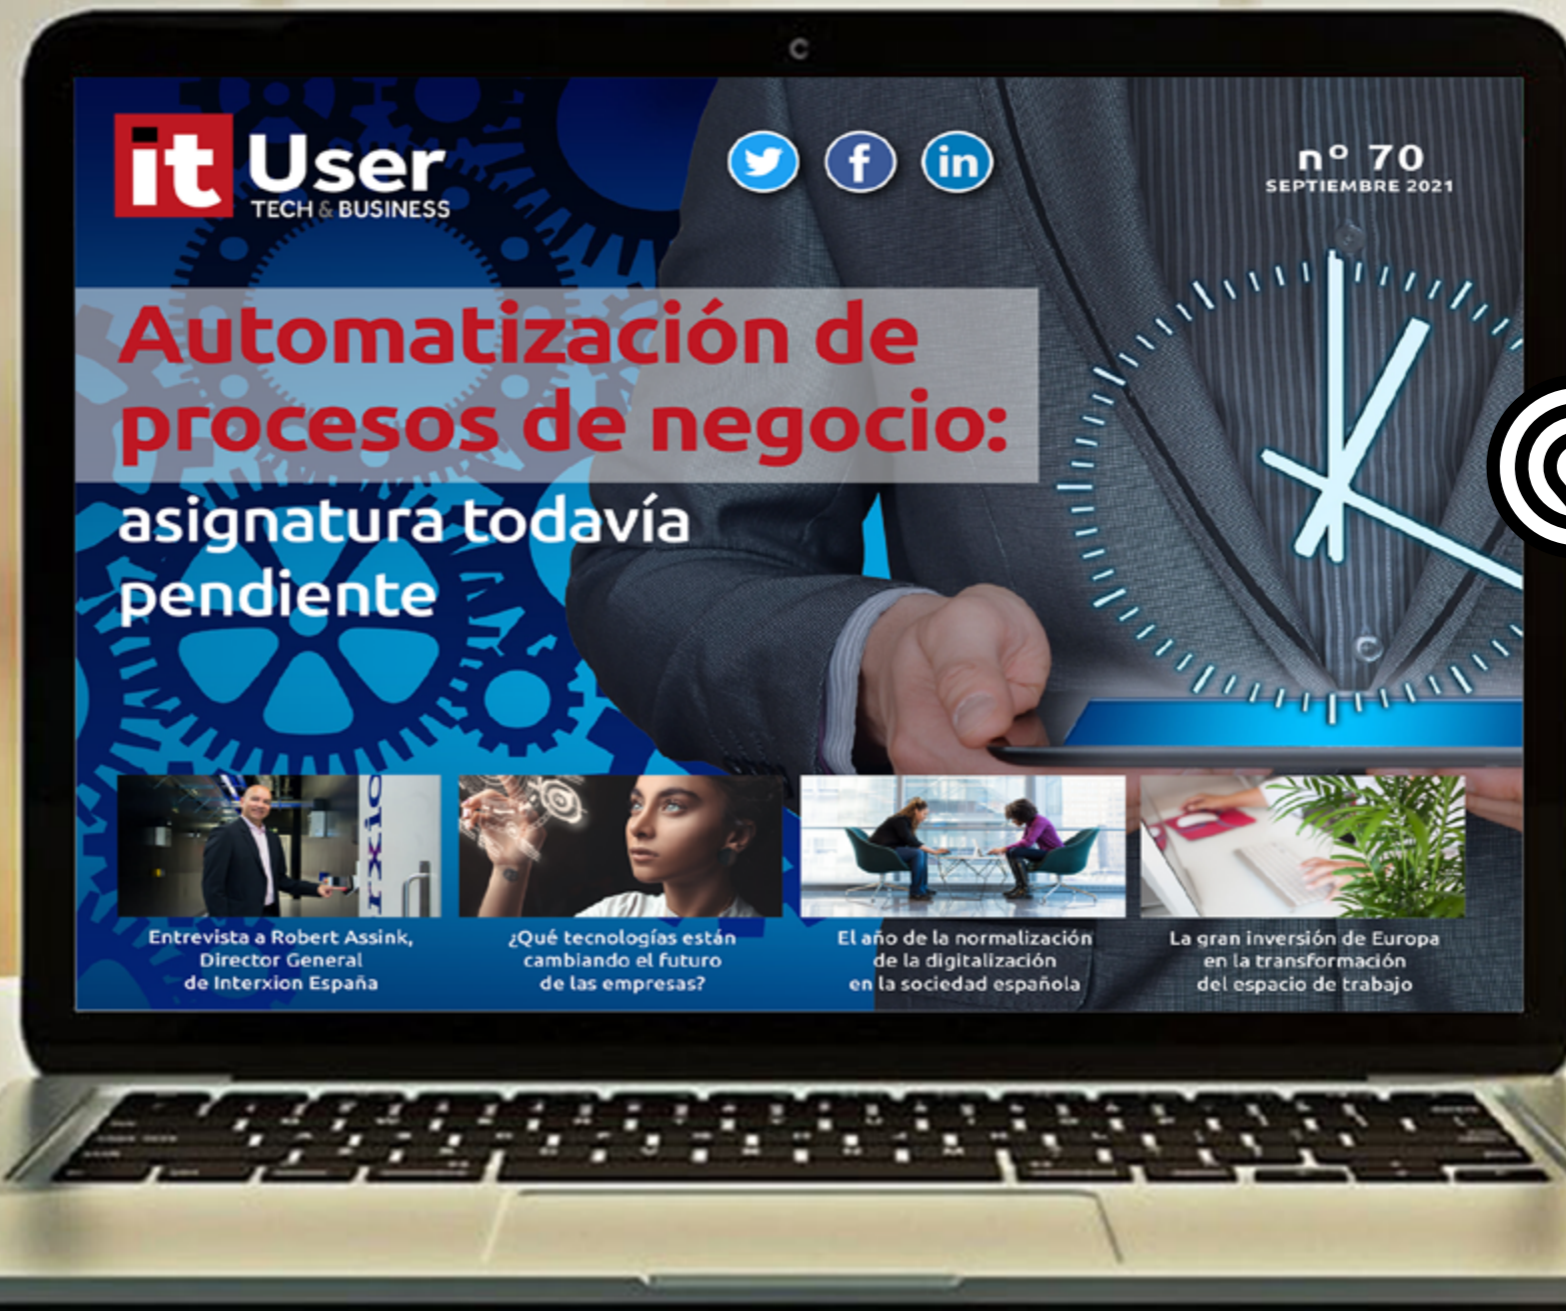 it User
TECH & BUSINESS
nº 70
SEPTIEMBRE 2021
Automatización de
procesos de negocio:
asignatura todavía
pendiente
Entrevista a Robert Assink,
Director General
de Interxion España
¿Qué tecnologías están
cambiando el futuro
de las empresas?
El año de la normalización
de la digitalización
en la sociedad española
La gran inversión de Europa
en la transformación
del espacio de trabajo